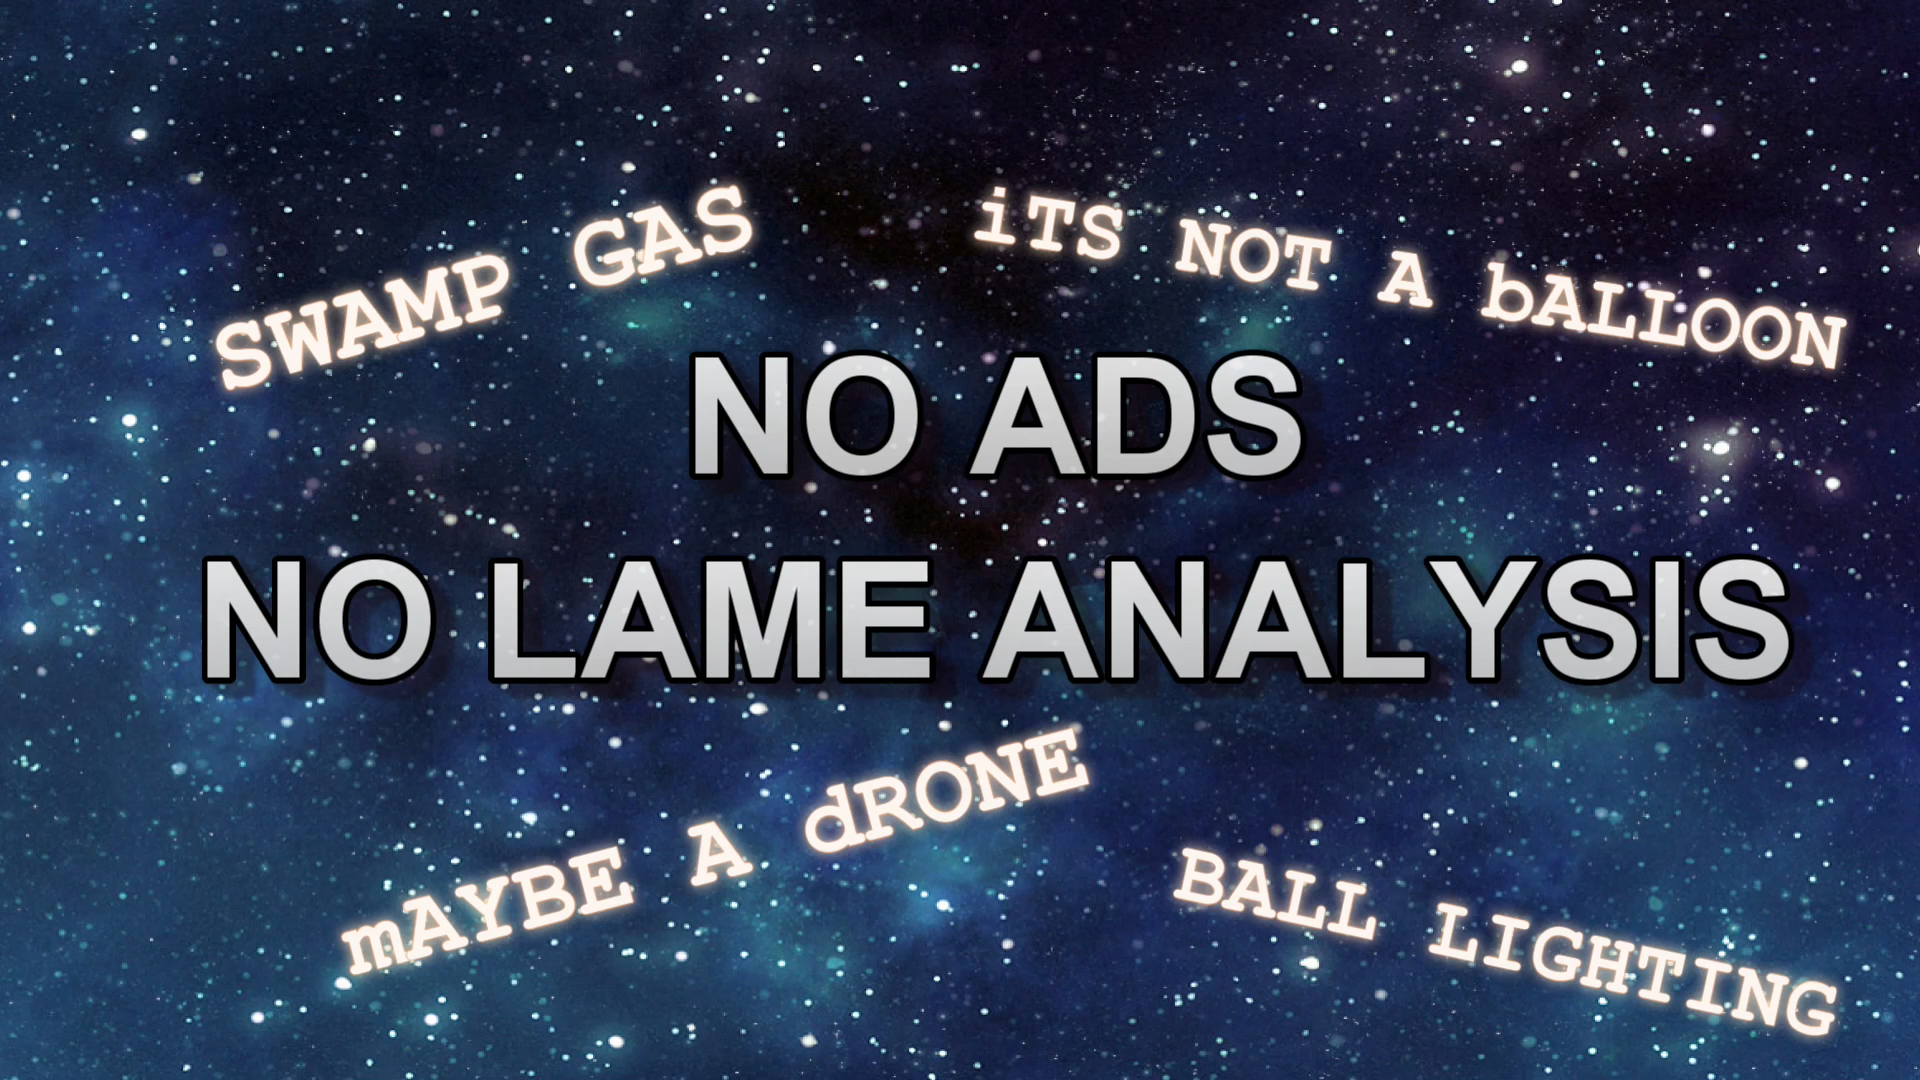 SWAMP GAS
iTS NOT A bALLOON
NO ADS
NO LAME ANALYSIS
mAYBE A dRONE
BALL LIGHTING